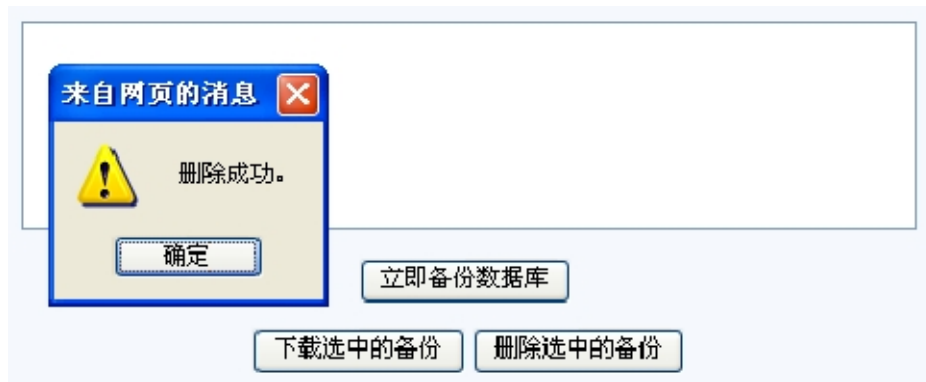 来自网页的消息
删除成功。
确定
立即备份数据库
下载选中的备份 删除选中的备份